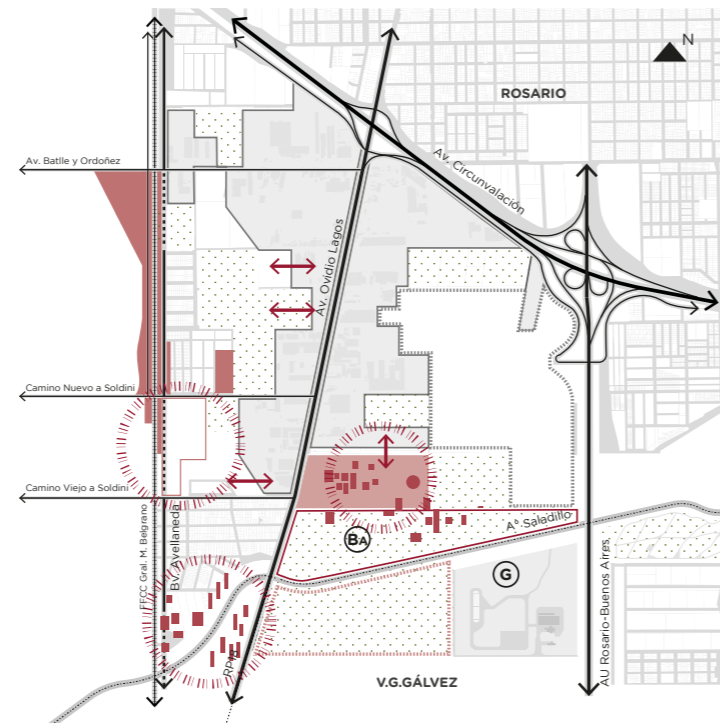 N
ROSARIO
Av. Circunvalación
Av. Batlle y Ordoñez
Av. Ovidio Lagos
Camino Nuevo a Soldini
Camino Viejo a Soldini
FFCC Gral. M. Belgrano
Bv. Avellaneda
BA
A° Saladillo
G
AU Rosario-Buenos Aires
V.G.GÁLVEZ